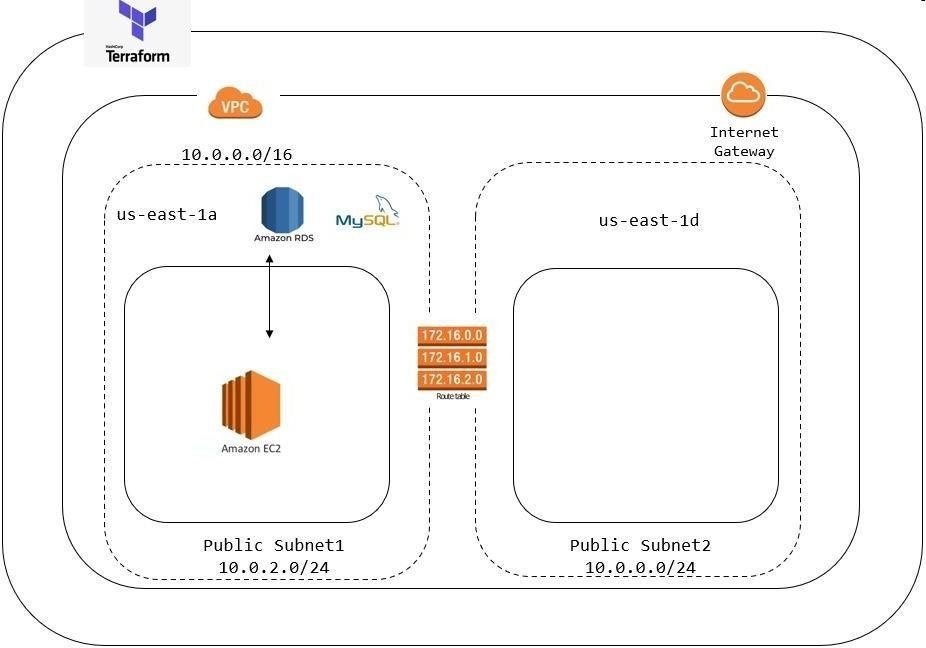 HashiCorp
Terraform
VPC
Internet
Gateway
10.0.0.0/16
us-east-1a
MySQL
us-east-1d
Amazon RDS
172.16.0.0
172.16.1.0
172.16.2.0
Route table
Amazon EC2
Public Subnet1
10.0.2.0/24
Public Subnet2
10.0.0.0/24